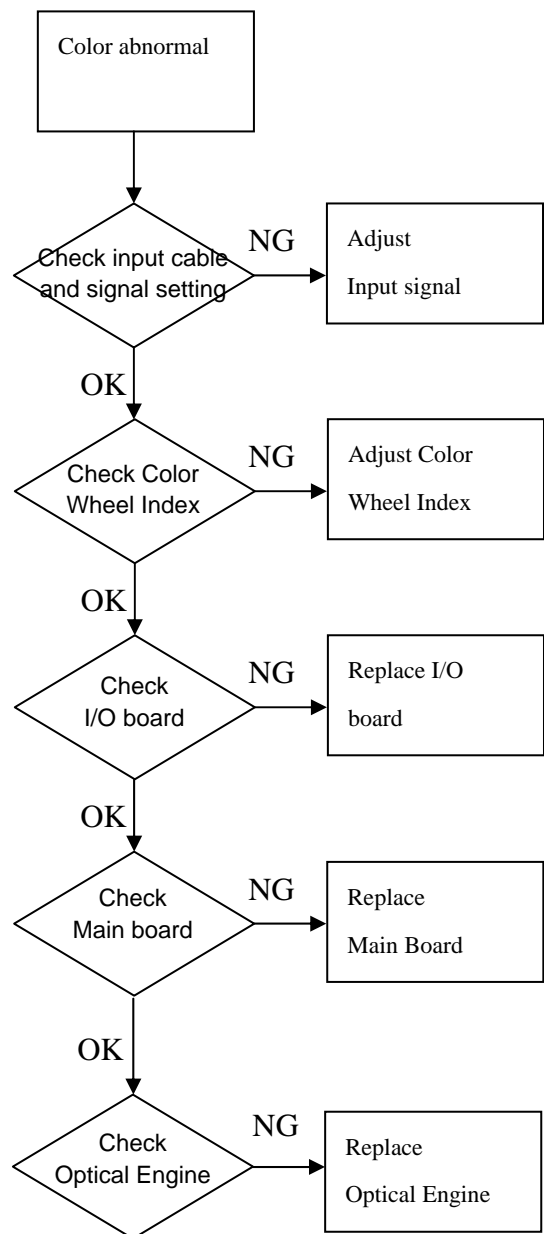 Color abnormal
Check input cable
and signal setting
NG
Adjust
Input signal
OK
Check Color
Wheel Index
NG
Adjust Color
Wheel Index
OK
Check
I/O board
NG
Replace I/O
board
OK
Check
Main board
NG
Replace
Main Board
OK
Check
Optical Engine
NG
Replace
Optical Engine